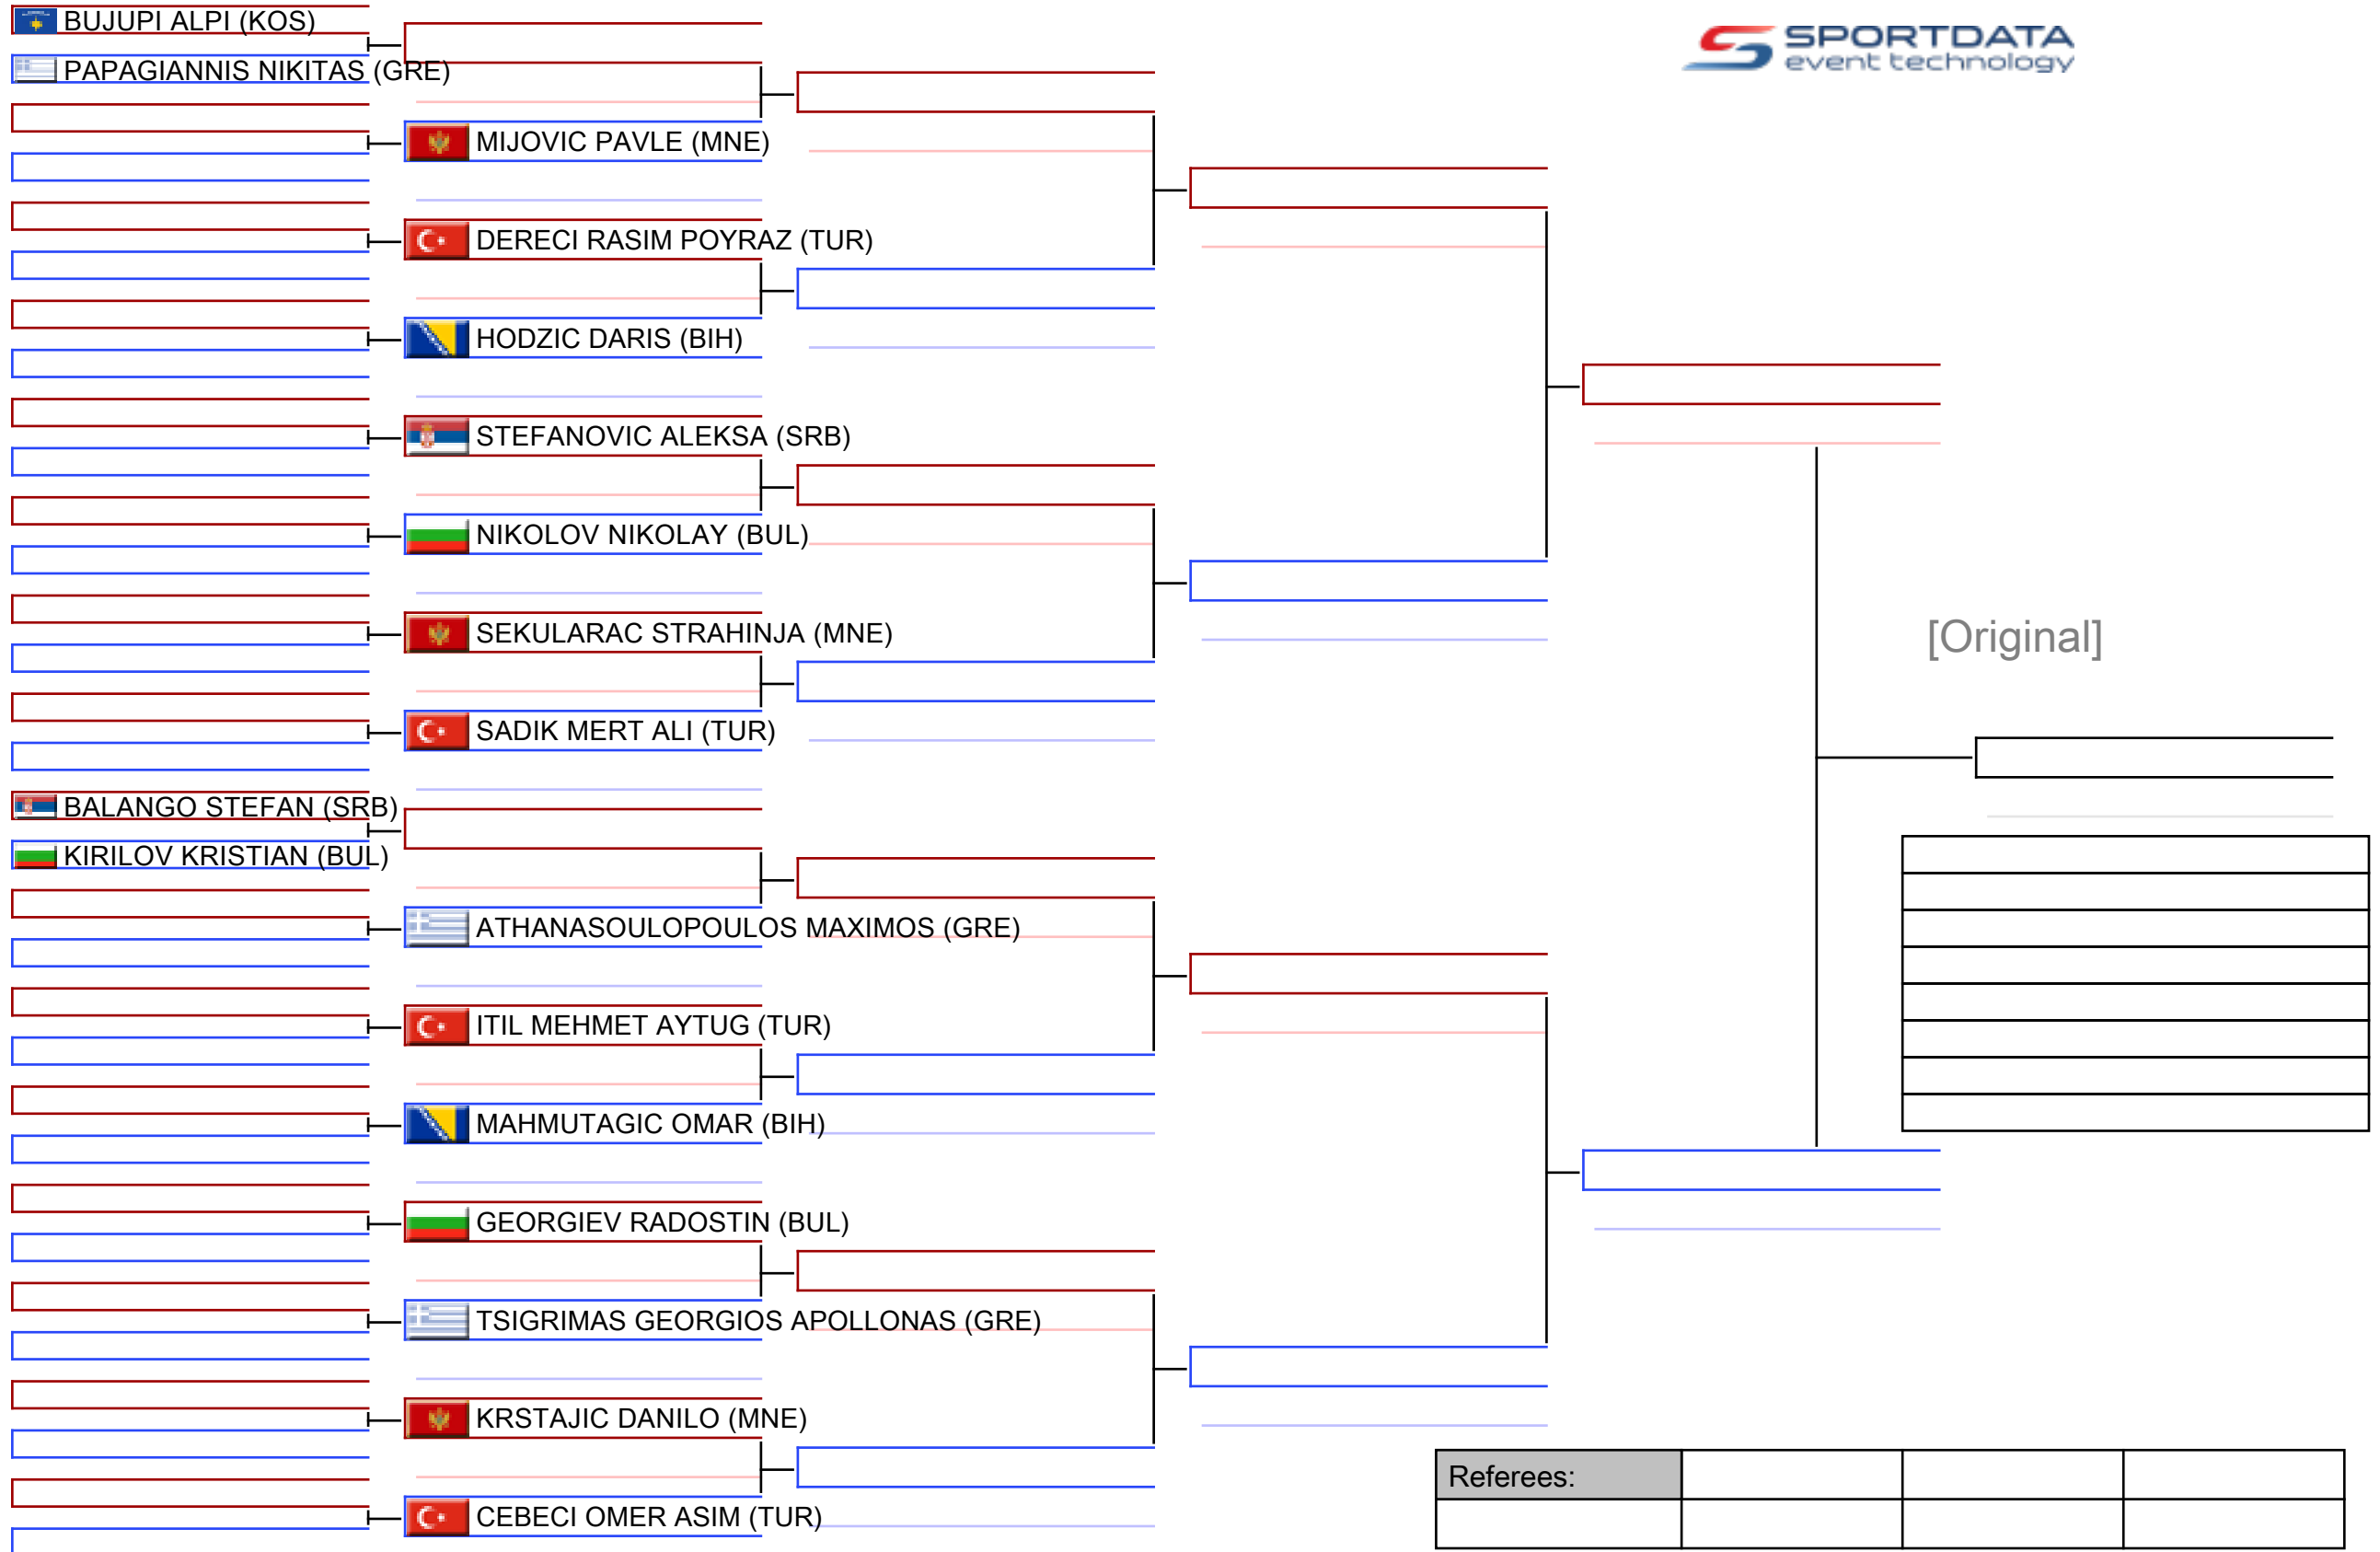 BUJUPI ALPI (KOS)
PAPAGIANNIS NIKITAS (GRE)
SPORTDATA
event technology
MIJOVIC PAVLE (MNE)
DERECI RASIM POYRAZ (TUR)
HODZIC DARIS (BIH)
STEFANOVIC ALEKSA (SRB)
NIKOLOV NIKOLAY (BUL)
SEKULARAC STRAHINJA (MNE)
[Original]
SADIK MERT ALI (TUR)
BALANGO STEFAN (SRB)
KIRILOV KRISTIAN (BUL)
ATHANASOULOPOULOS MAXIMOS (GRE)
ITIL MEHMET AYTUG (TUR)
MAHMUTAGIC OMAR (BIH)
GEORGIEV RADOSTIN (BUL)
TSIGRIMAS GEORGIOS APOLLONAS (GRE)
KRSTAJIC DANILO (MNE)
Referees:
CEBECI OMER ASIM (TUR)